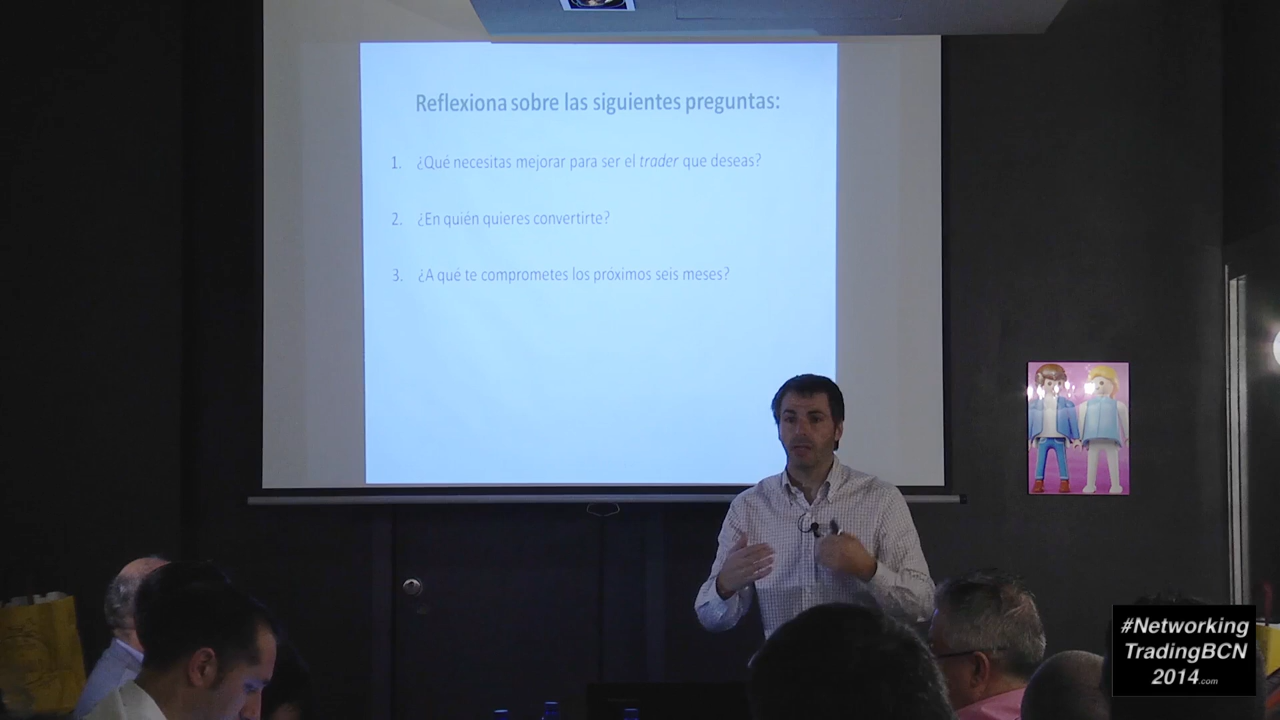 Reflexiona sobre las siguientes preguntas:
1. ¿Qué necesitas mejorar para ser el trader que deseas?
2. ¿En quién quieres convertirte?
3. ¿A qué te comprometes los próximos seis meses?
#Networking
TradingBCN
2014.com